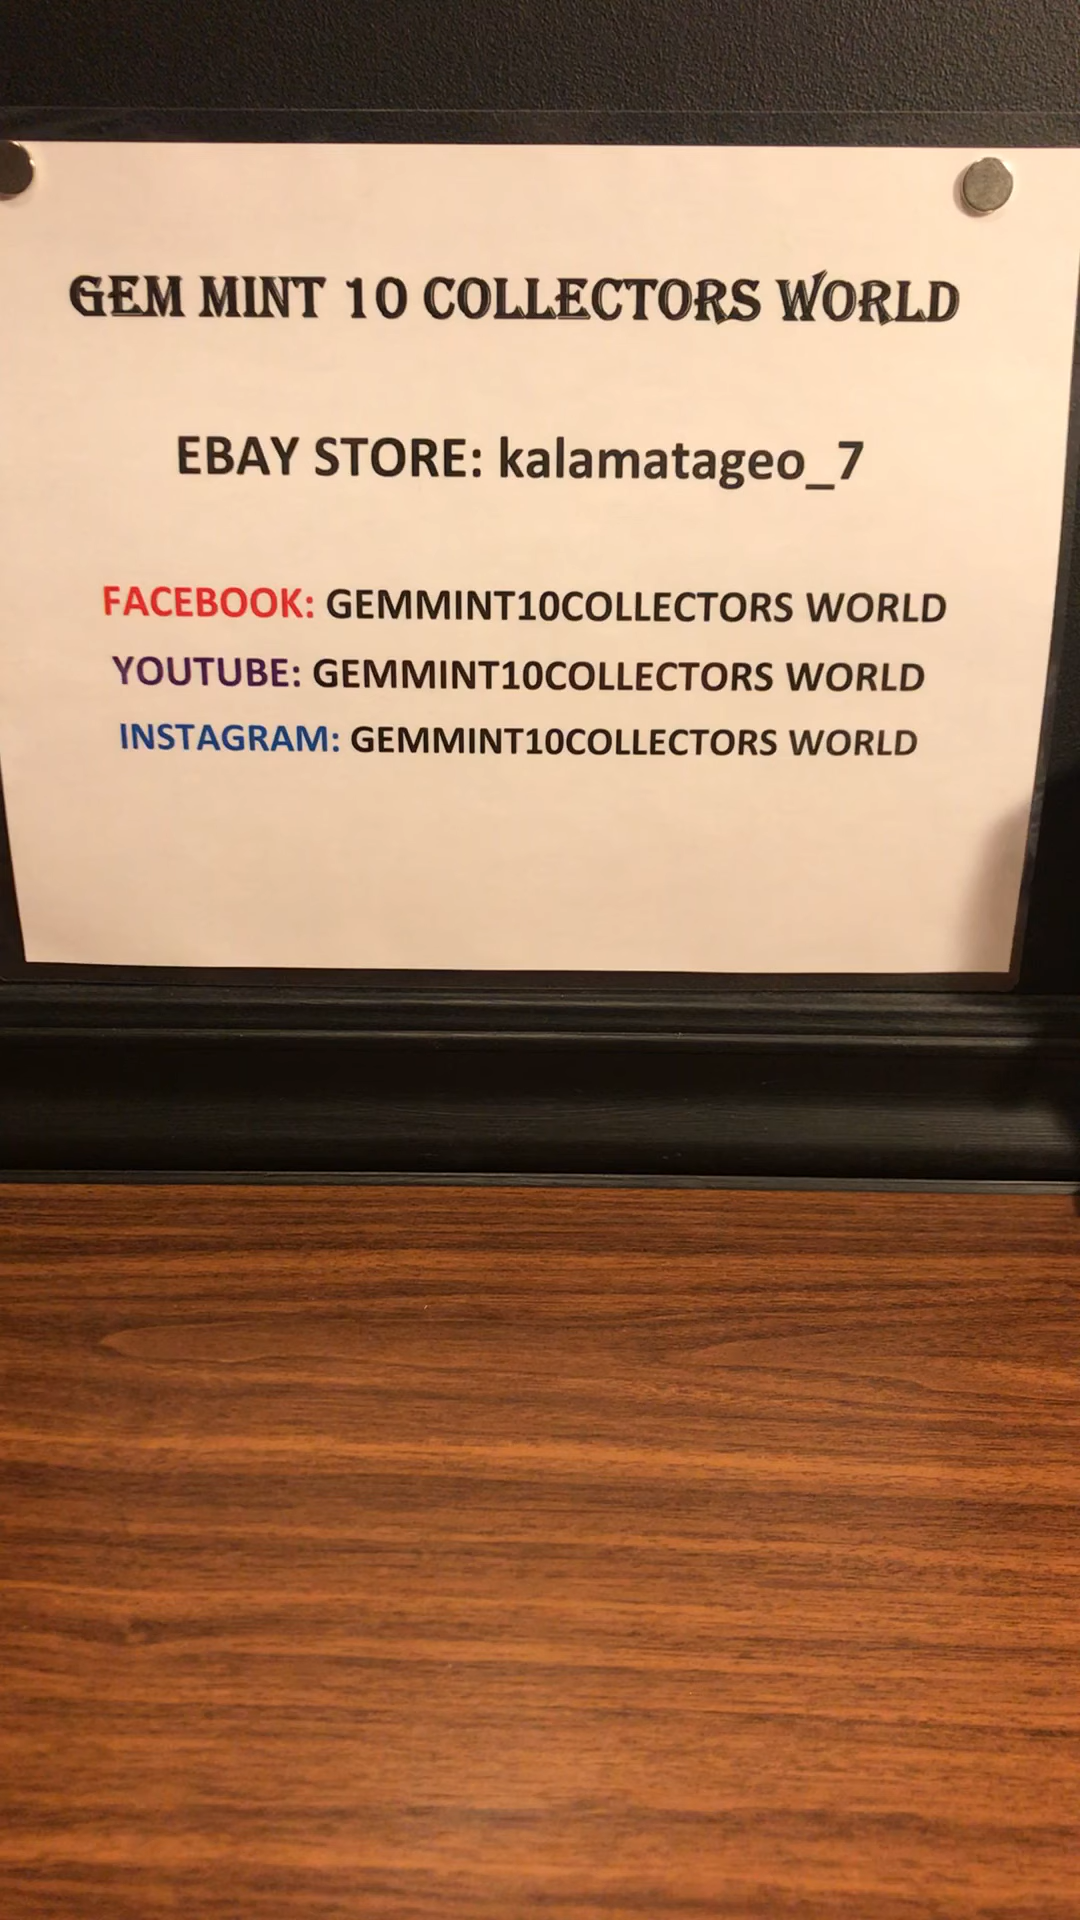 GEM MINT 10 COLLECTORS WORLD
EBAY STORE: kalamatageo_7
FACEBOOK: GEMMINT10COLLECTORS WORLD
YOUTUBE: GEMMINT10COLLECTORS WORLD
INSTAGRAM: GEMMINT10COLLECTORS WORLD